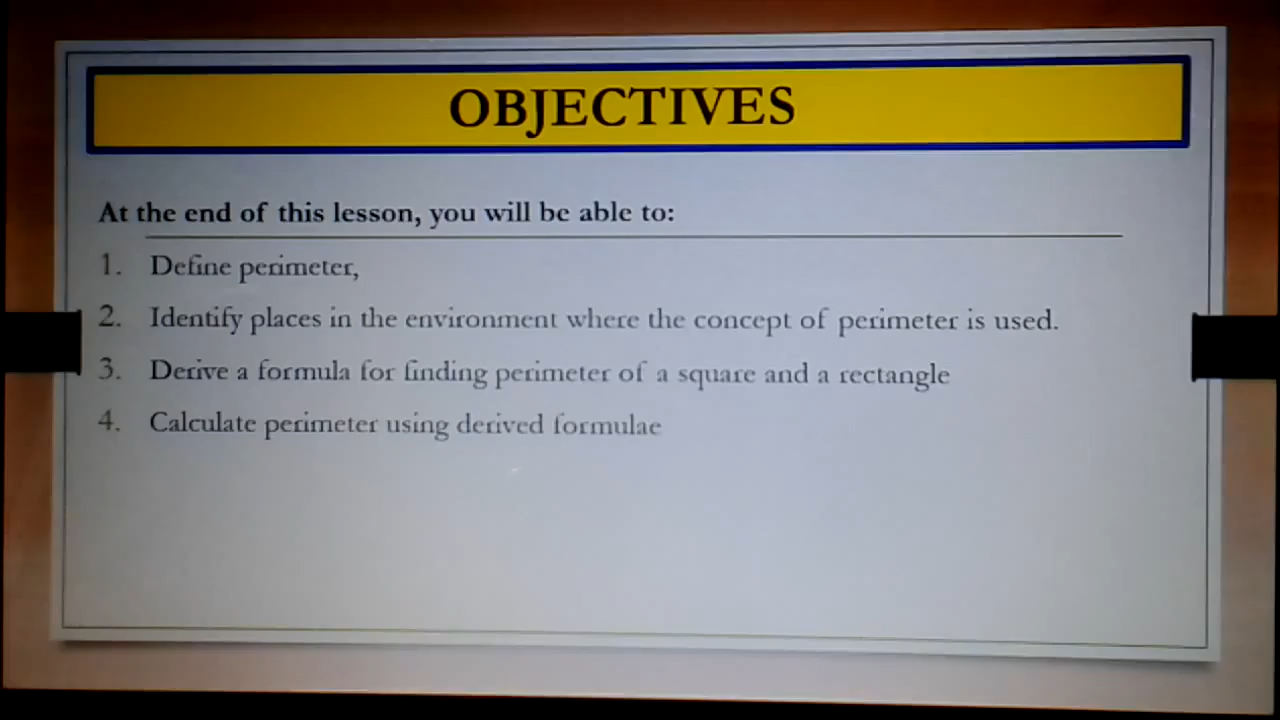 OBJECTIVES
At the end of this lesson, you will be able to:
1. Define perimeter,
2. Identify places in the environment where the concept of perimeter is used.
3. Derive a formula for finding perimeter of a square and a rectangle
4. Calculate perimeter using derived formulae